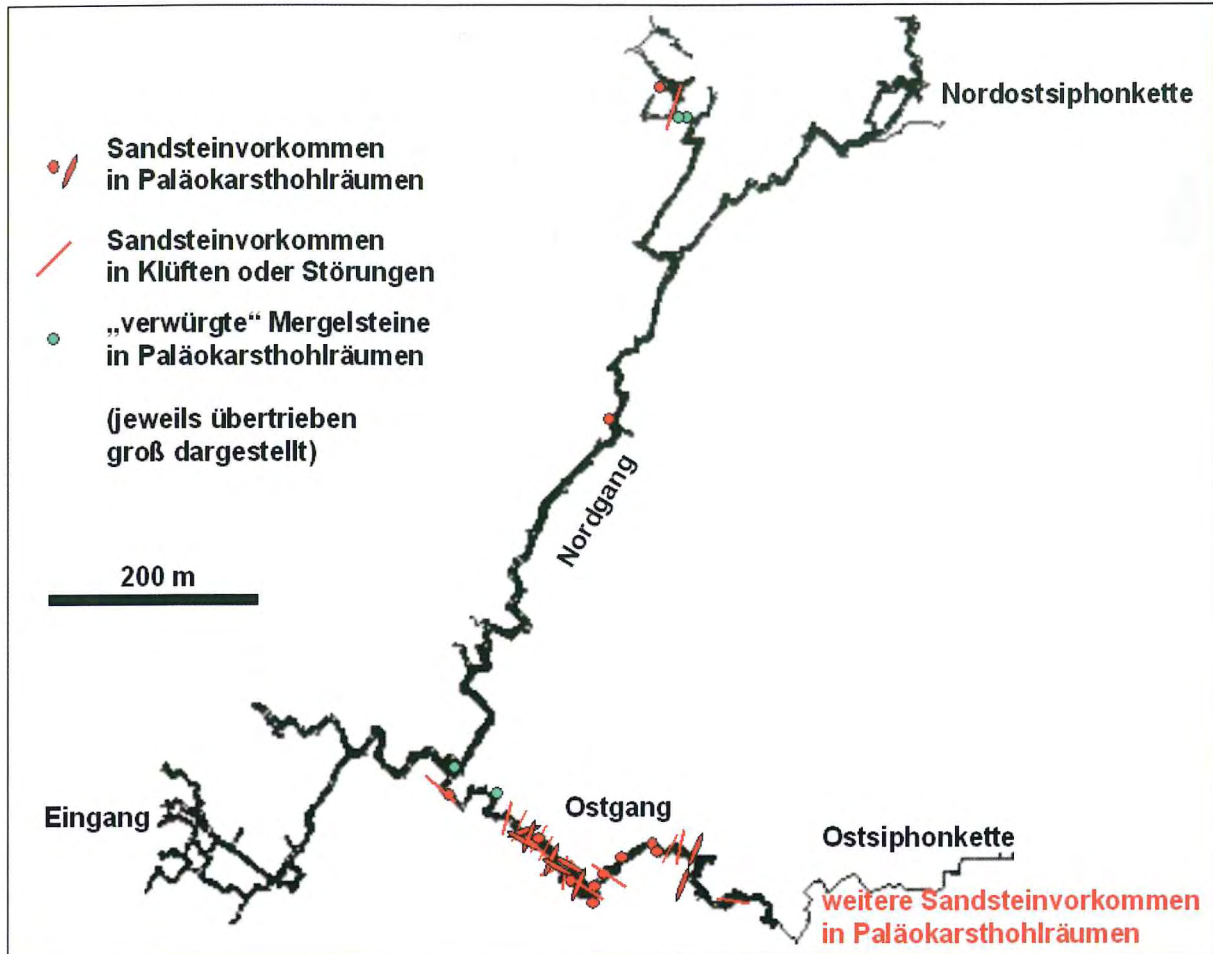 Sandsteinvorkommen
in Paläokarsthohlräumen
Sandsteinvorkommen
in Klüften oder Störungen
„verwürgte“ Mergelsteine
in Paläokarsthohlräumen
(jeweils übertrieben
groß dargestellt)
200 m
Nordostsiphonkette
Nordgang
Eingang
Ostgang
Ostsiphonkette
weitere Sandsteinvorkommen
in Paläokarsthohlräumen